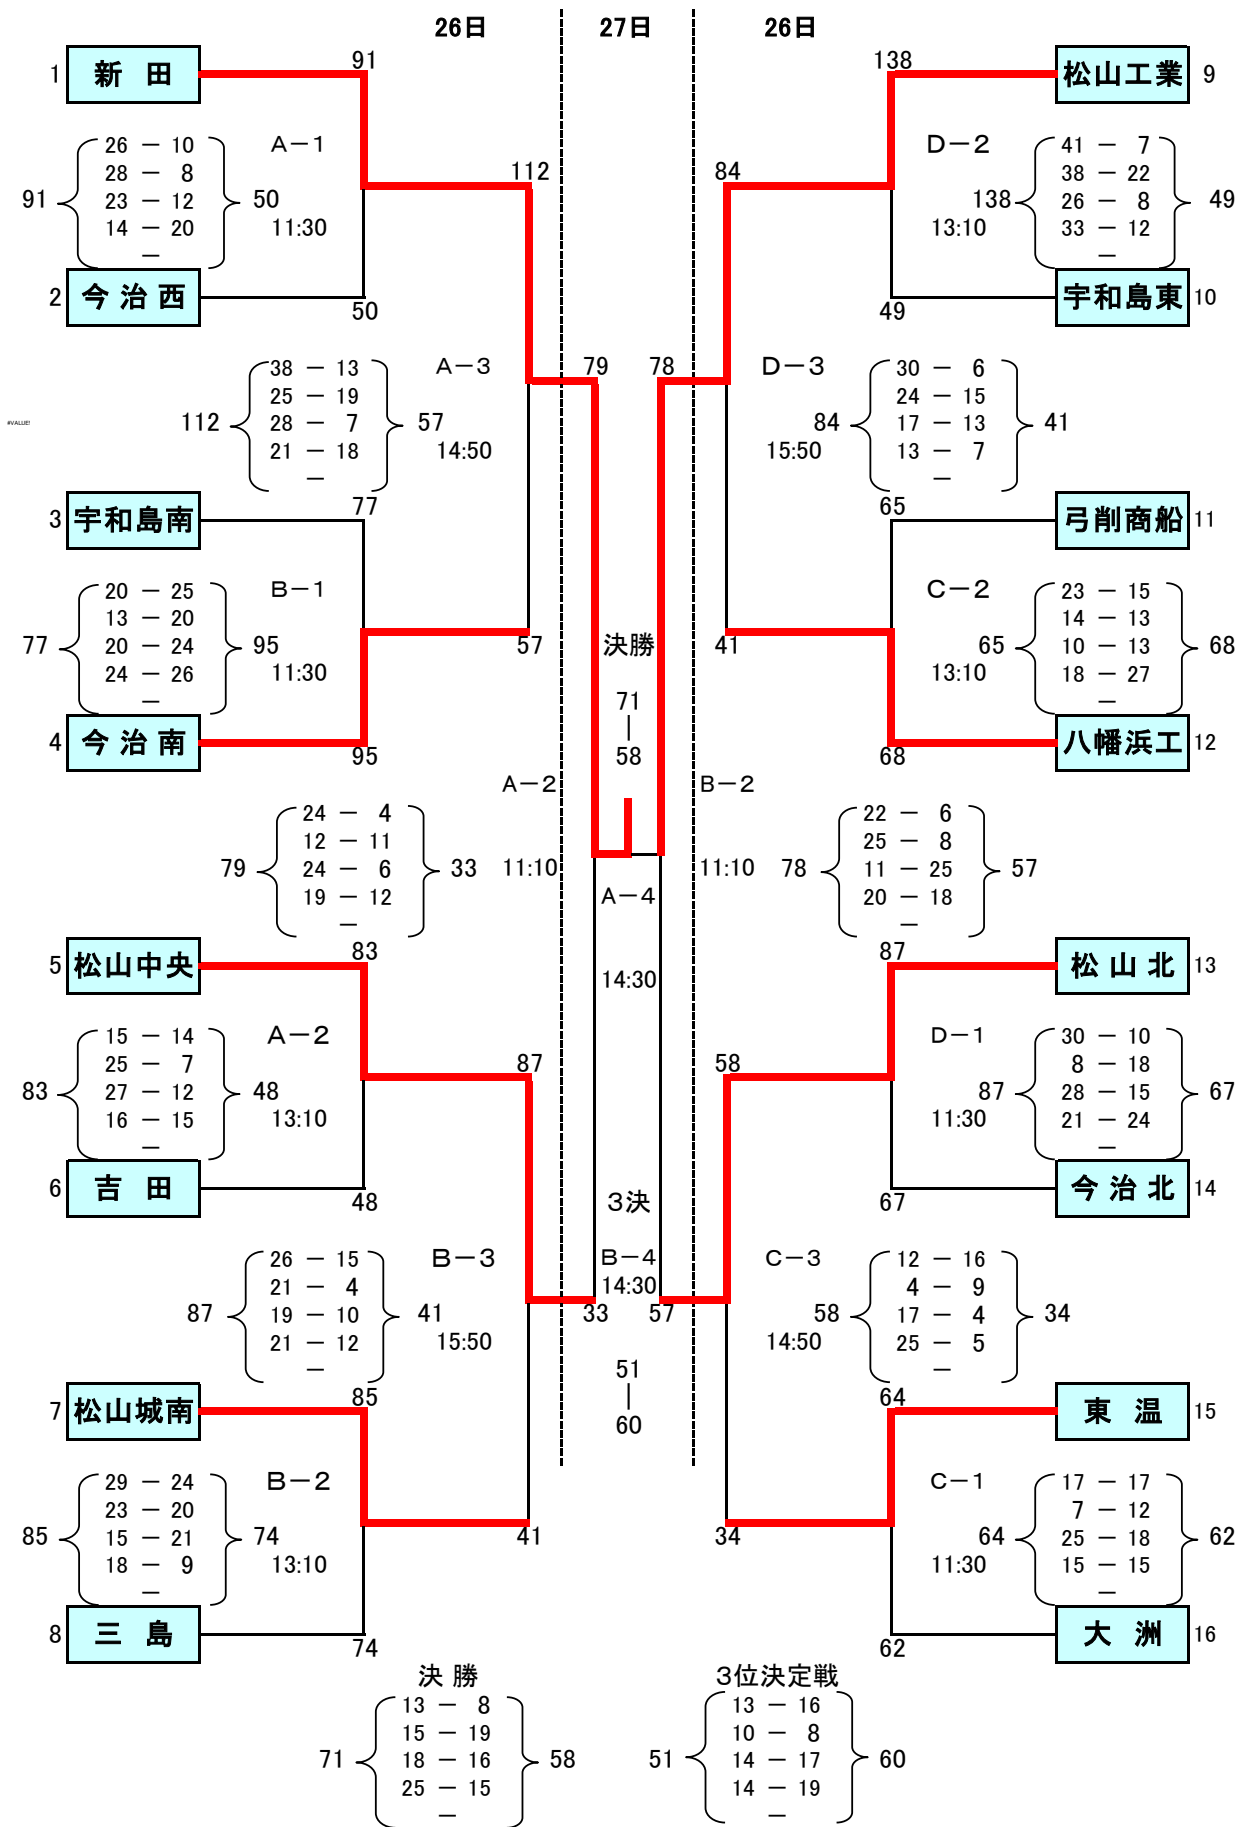 26日 27日 26日
91 138
1 新 田 松山工業 9
A－1 D－2
91 26 － 10 50 138 41 － 7 49
28 － 8 38 － 22
23 － 12 26 － 8
14 － 20 33 － 12
－ －
11:30 13:10
112 84
2 今 治 西 宇和島東 10
50 49
79 78
A－3 D－3
112 38 － 13 57 84 30 － 6 41
25 － 19 24 － 15
28 － 7 17 － 13
21 － 18 13 － 7
－ －
14:50 15:50
#VALUE!
77 65
3 宇和島南 弓削商船 11
B－1 C－2
77 20 － 25 95 65 23 － 15 68
13 － 20 14 － 13
20 － 24 10 － 13
24 － 26 18 － 27
－ －
11:30 13:10
57 決勝 41
71
|
58
4 今 治 南 八幡浜工 12
95 68
A－2 B－2
79 24 － 4 33 78 22 － 6 57
12 － 11 25 － 8
24 － 6 11 － 25
19 － 12 20 － 18
－ －
11:10 11:10
A－4
14:30
83 87
5 松山中央 松 山 北 13
A－2 D－1
83 15 － 14 48 87 30 － 10 67
25 － 7 8 － 18
27 － 12 28 － 15
16 － 15 21 － 24
－ －
13:10 11:30
87 58
6 吉 田 今 治 北 14
48 67
3決
B－4
14:30
33 57
B－3 C－3
87 26 － 15 41 58 12 － 16 34
21 － 4 4 － 9
19 － 10 17 － 4
21 － 12 25 － 5
－ －
15:50 14:50
51
|
60
85 64
7 松山城南 東 温 15
B－2 C－1
85 29 － 24 74 64 17 － 17 62
23 － 20 7 － 12
15 － 21 25 － 18
18 － 9 15 － 15
－ －
13:10 11:30
41 34
8 三 島 大 洲 16
74 62
決 勝 3位決定戦
71 13 － 8 58 51 13 － 16 60
15 － 19 10 － 8
18 － 16 14 － 17
25 － 15 14 － 19
－ －